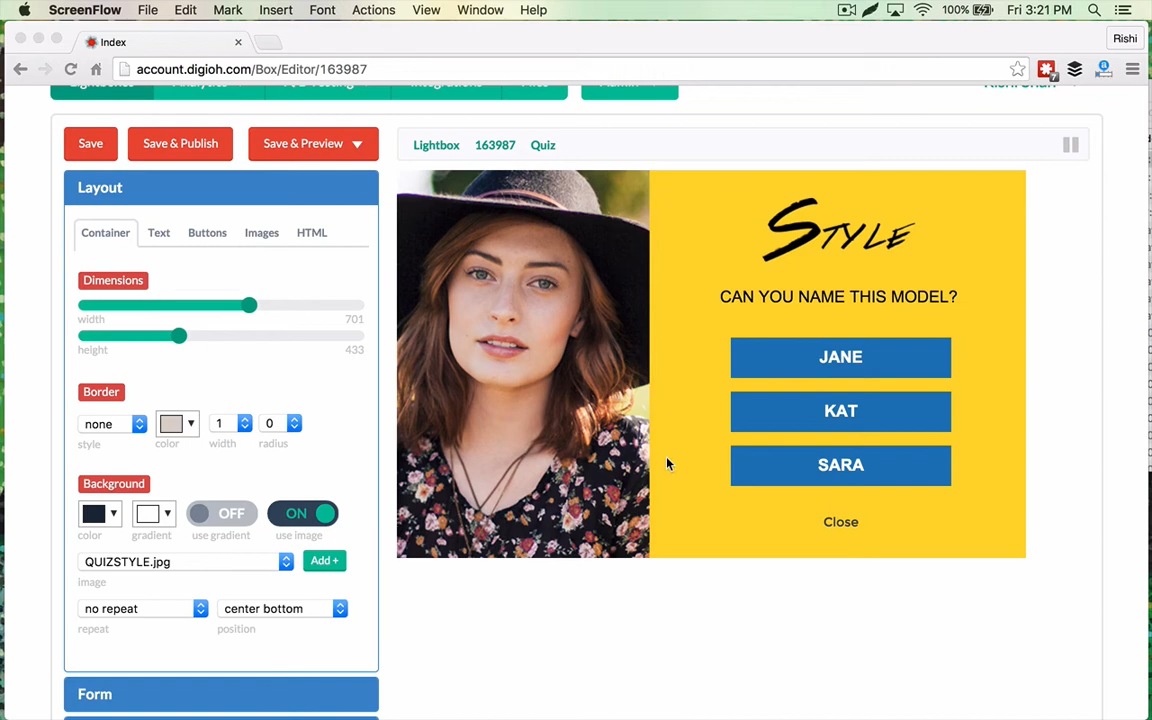 ScreenFlow File Edit Mark Insert Font Actions View Window Help 100% Fri 3:21 PM
Index Rishi
account.digioh.com/Box/Editor/163987
7
Save Save & Publish Save & Preview Lightbox 163987 Quiz
Layout
Container Text Buttons Images HTML
Dimensions
width 701
height 433
Border
none 1 0
style color width radius
Background
OFF ON
color gradient use gradient use image
QUIZSTYLE.jpg Add +
image
no repeat center bottom
repeat position
Form
STYLE
CAN YOU NAME THIS MODEL?
JANE
KAT
SARA
Close